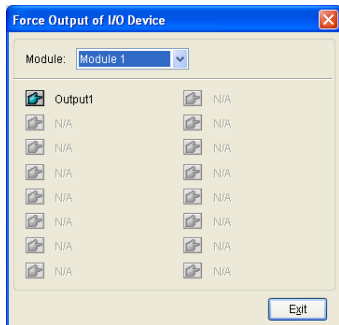 Force Output of I/O Device
Module: Module 1
Output1 N/A
N/A N/A
N/A N/A
N/A N/A
N/A N/A
N/A N/A
N/A N/A
N/A N/A
Exit